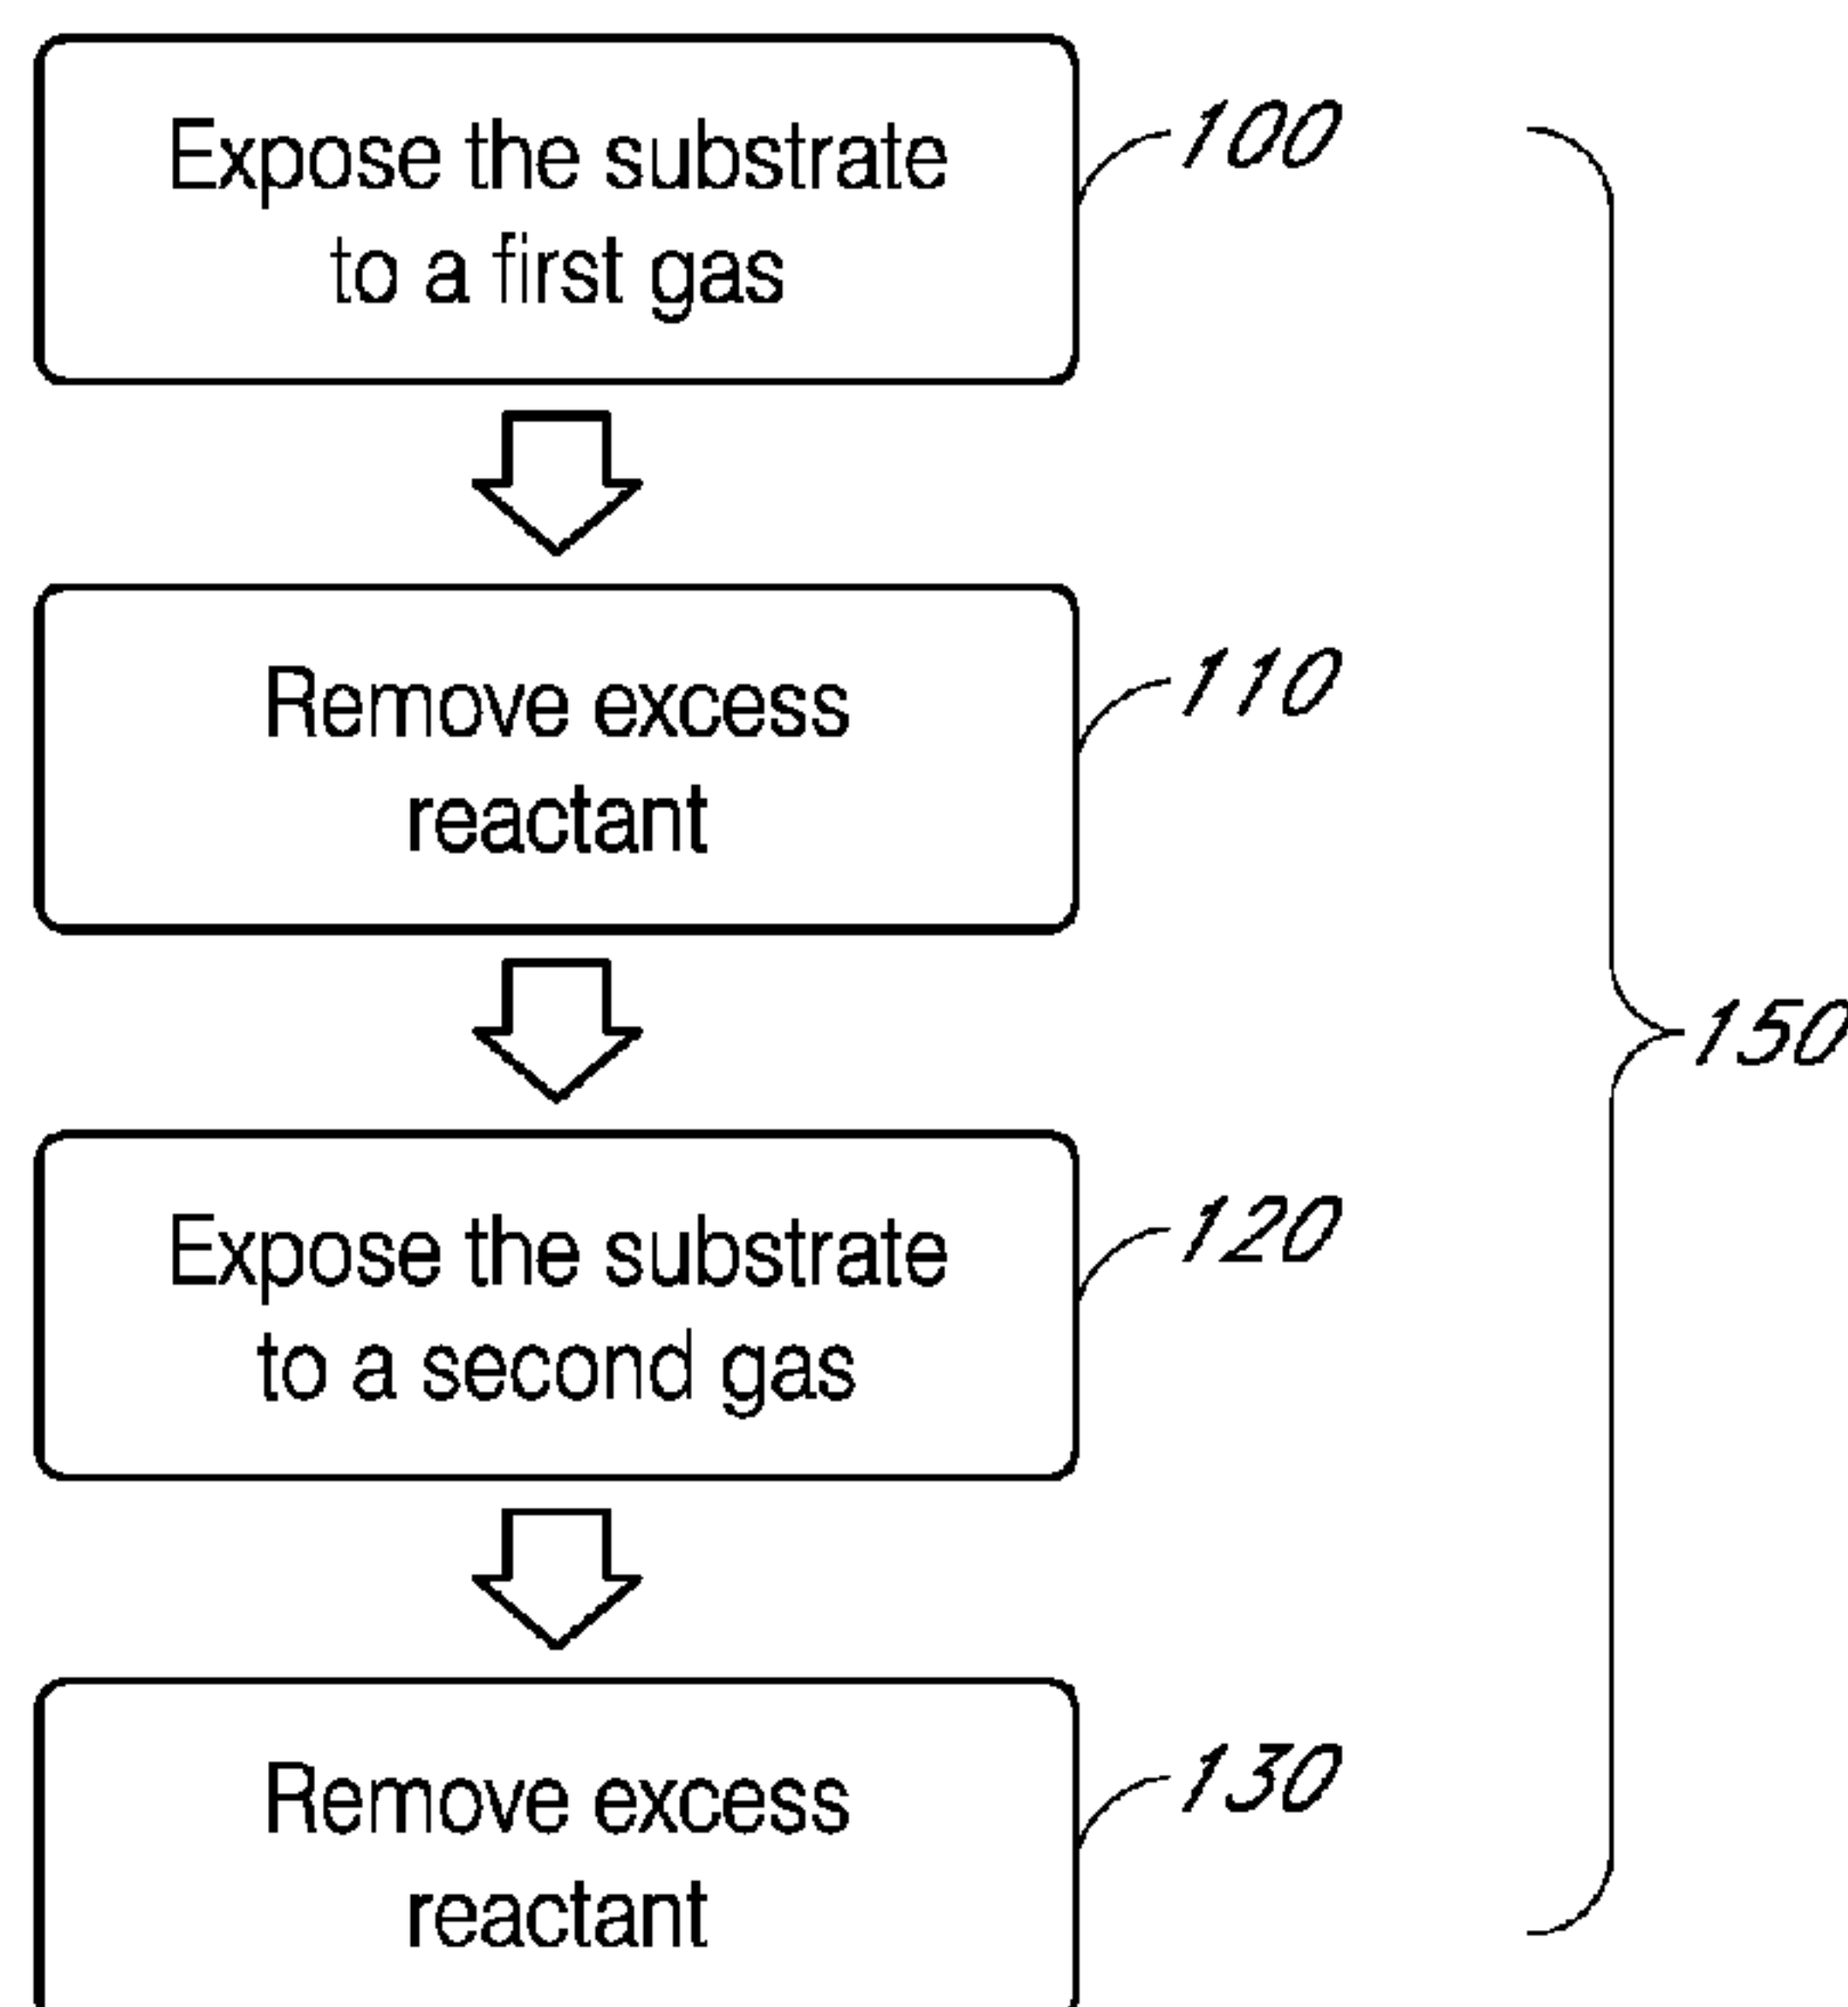 Expose the substrate
to a first gas
100
Remove excess
reactant
110
150
Expose the substrate
to a second gas
120
Remove excess
reactant
130